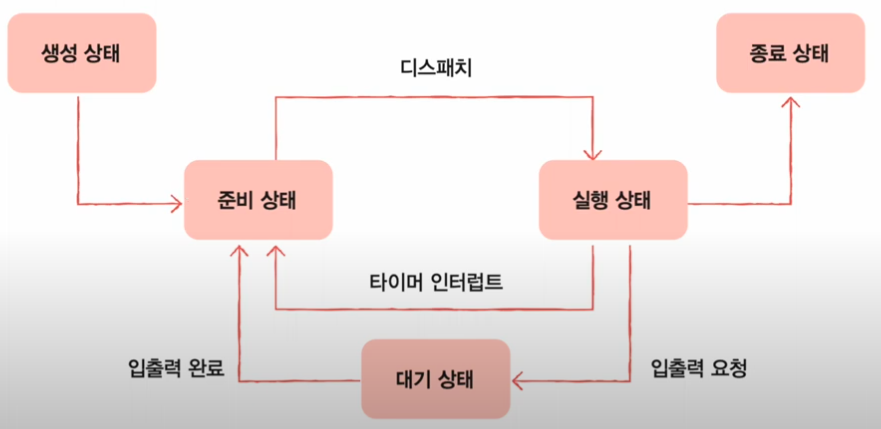 생성 상태
종료 상태
디스패치
준비 상태
실행 상태
타이머 인터럽트
입출력 완료
대기 상태
입출력 요청